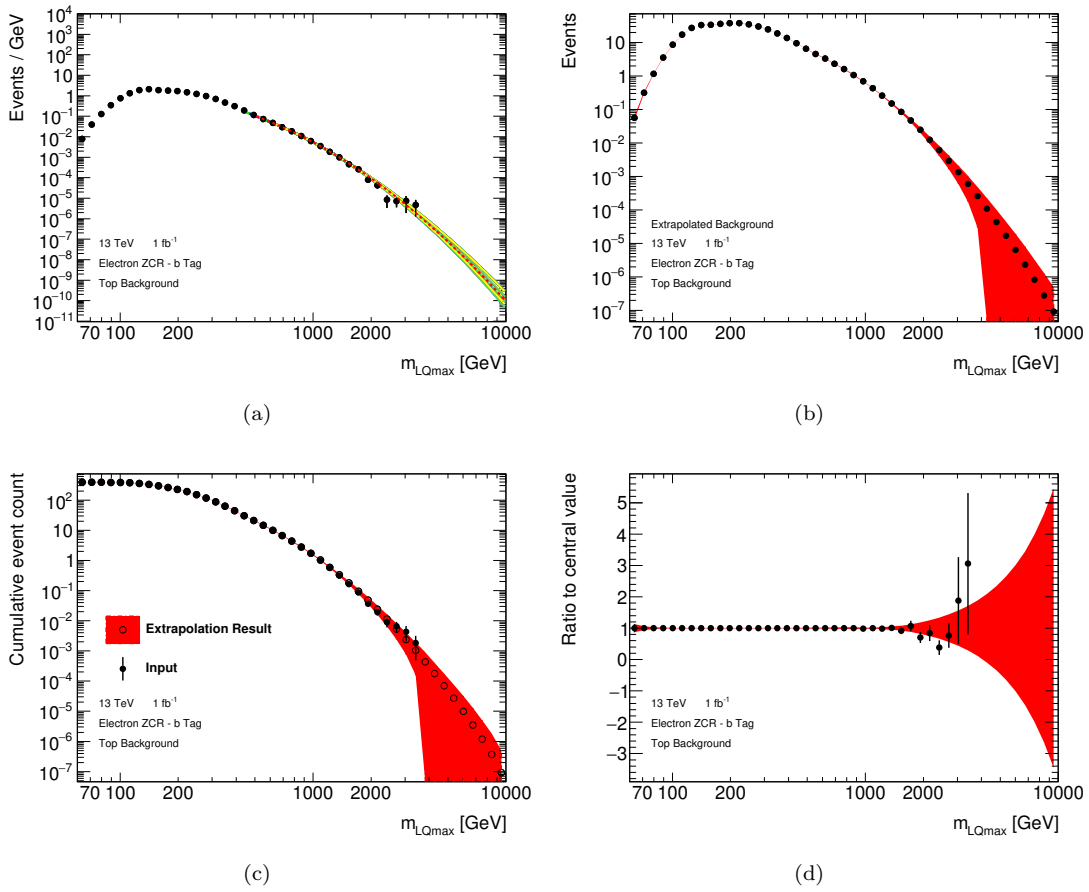 Events / GeV
10⁴
10³
10²
10
1
10⁻¹
10⁻²
10⁻³
10⁻⁴
10⁻⁵
10⁻⁶
10⁻⁷
10⁻⁸
10⁻⁹
10⁻¹⁰
10⁻¹¹
13 TeV 1 fb⁻¹
Electron ZCR - b Tag
Top Background
70 100 200 1000 2000 10000
m_LQmax [GeV]
(a)
Events
10
1
10⁻¹
10⁻²
10⁻³
10⁻⁴
10⁻⁵
10⁻⁶
10⁻⁷
Extrapolated Background
13 TeV 1 fb⁻¹
Electron ZCR - b Tag
Top Background
70 100 200 1000 2000 10000
m_LQmax [GeV]
(b)
Cumulative event count
10²
10
1
10⁻¹
10⁻²
10⁻³
10⁻⁴
10⁻⁵
10⁻⁶
10⁻⁷
Extrapolation Result
Input
13 TeV 1 fb⁻¹
Electron ZCR - b Tag
Top Background
70 100 200 1000 2000 10000
m_LQmax [GeV]
(c)
Ratio to central value
5
4
3
2
1
0
−1
−2
−3
13 TeV 1 fb⁻¹
Electron ZCR - b Tag
Top Background
70 100 200 1000 2000 10000
m_LQmax [GeV]
(d)